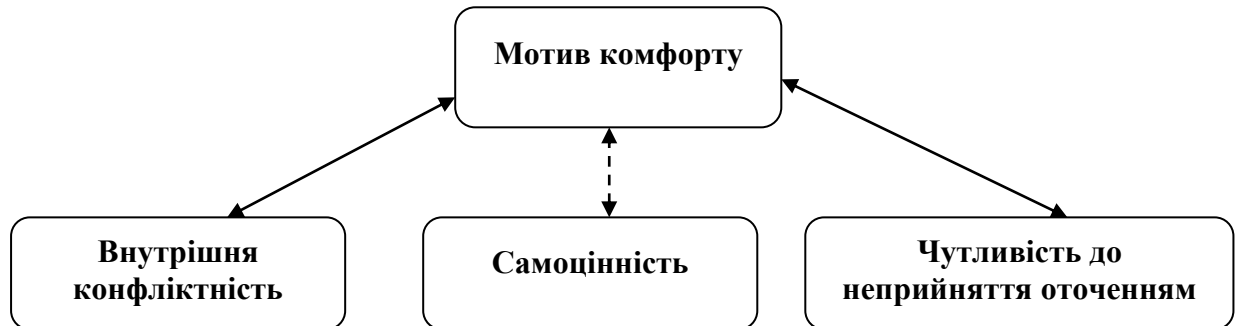 Мотив комфорту
Внутрішня
конфліктність
Самоцінність
Чутливість до
неприйняття оточенням